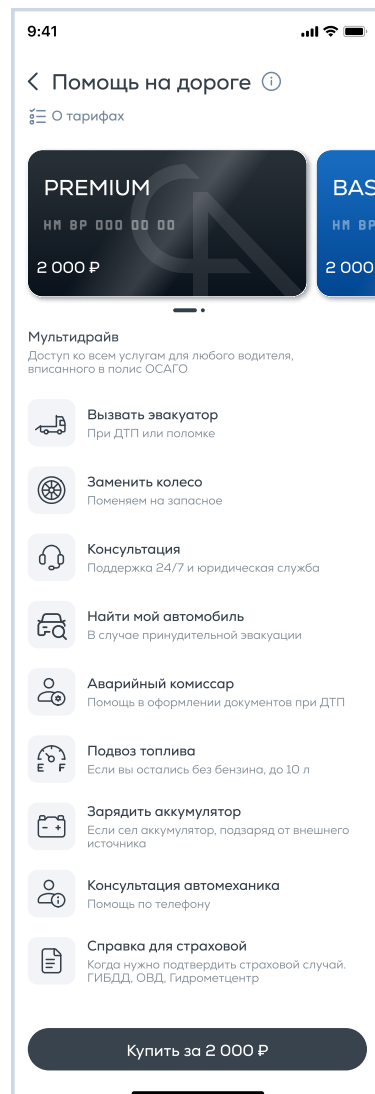 9:41
Помощь на дороге
О тарифах
PREMIUM
НМ ВР 000 00 00
2 000 ₽
BAS
НМ ВР
2 000
Мультидрайв
Доступ ко всем услугам для любого водителя,
вписанного в полис ОСАГО
Вызвать эвакуатор
При ДТП или поломке
Заменить колесо
Поменяем на запасное
Консультация
Поддержка 24/7 и юридическая служба
Найти мой автомобиль
В случае принудительной эвакуации
Аварийный комиссар
Помощь в оформлении документов при ДТП
E F
Подвоз топлива
Если вы остались без бензина, до 10 л
Зарядить аккумулятор
Если сел аккумулятор, подзаряд от внешнего
источника
Консультация автомеханика
Помощь по телефону
Справка для страховой
Когда нужно подтвердить страховой случай.
ГИБДД, ОВД, Гидрометцентр
Купить за 2 000 ₽